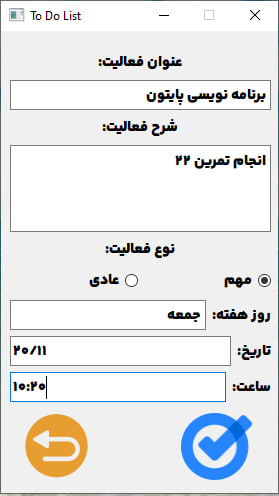 To Do List
عنوان فعالیت:
برنامه نویسی پایتون
شرح فعالیت:
انجام تمرین ۲۲
نوع فعالیت:
مهم عادی
روز هفته: جمعه
تاریخ: ۲۰/۱۱
ساعت: ۱۰:۲۰